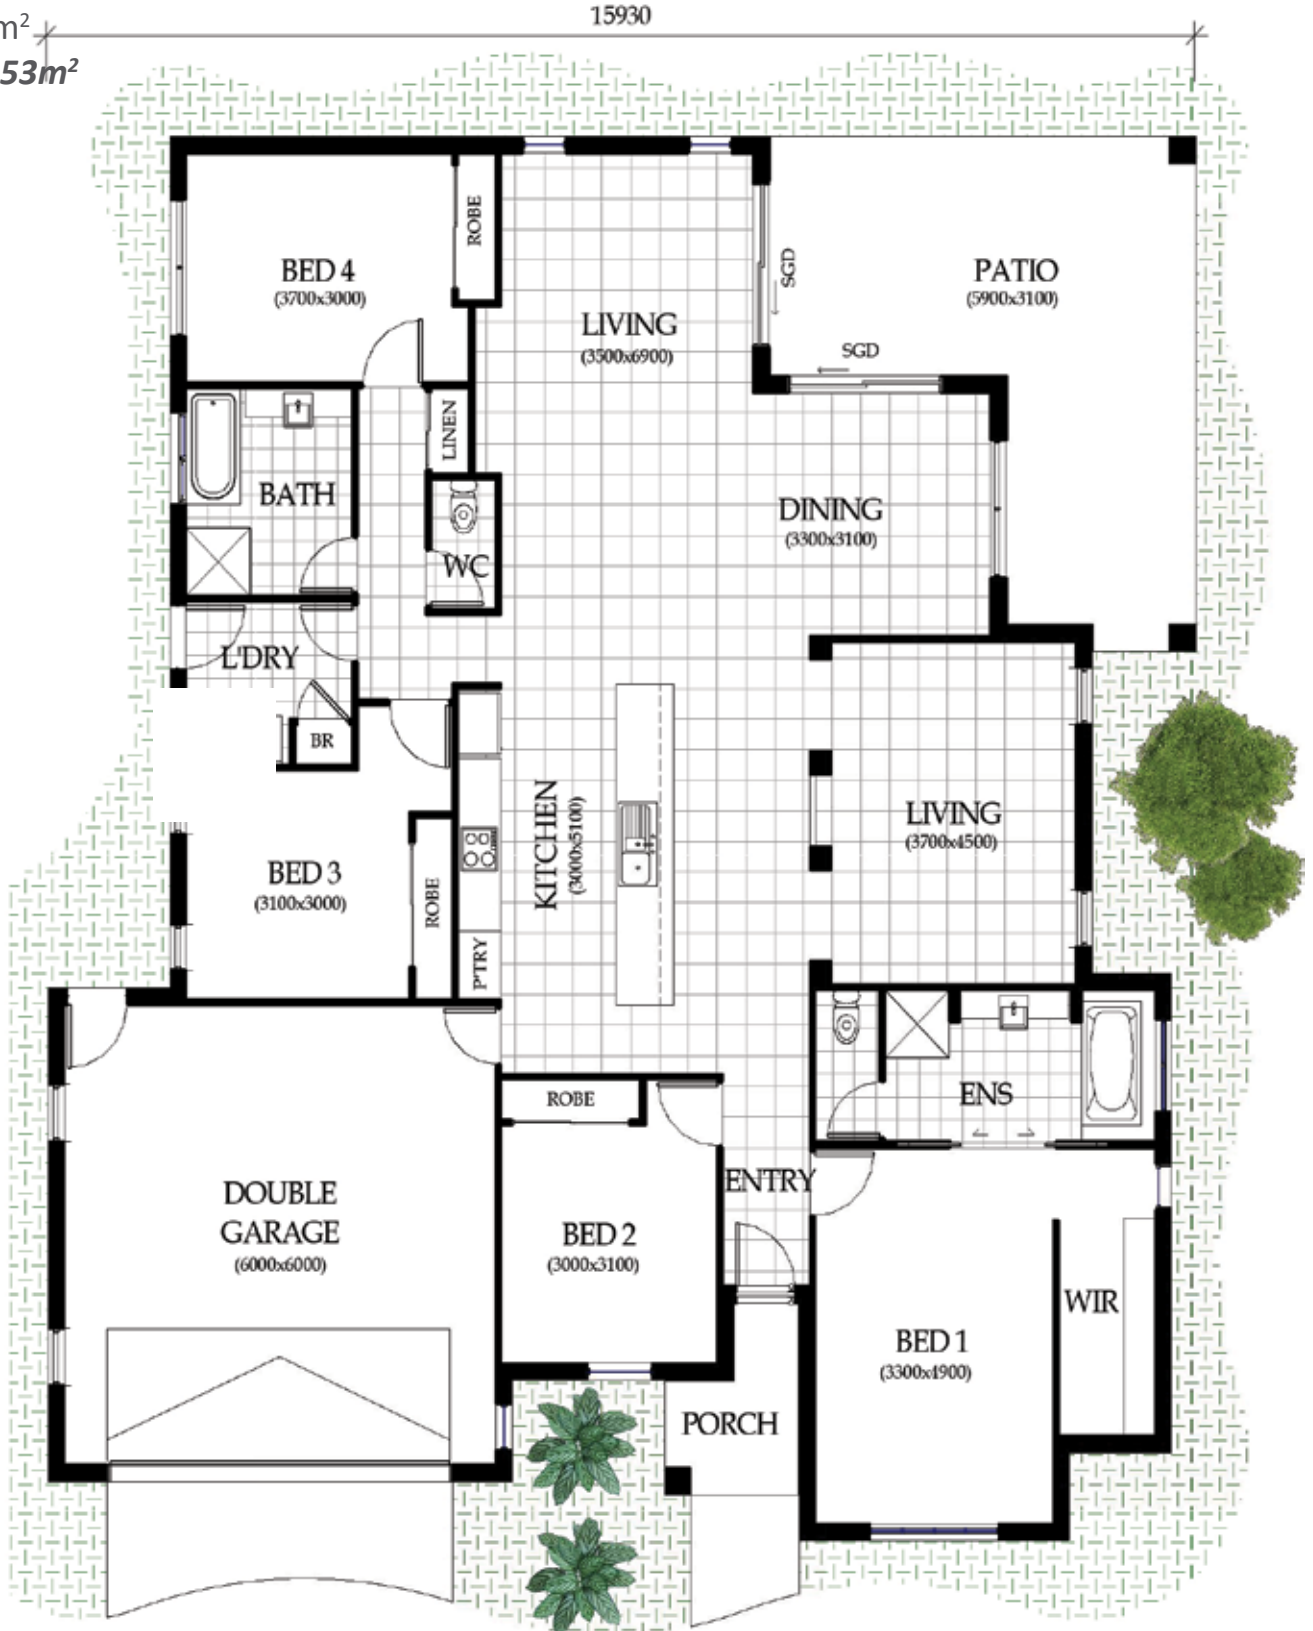 m²
15930
53m²
BED 4
(3700x3000)
ROBE
LIVING
(3500x6900)
SGD
PATIO
(5900x3100)
SGD
LINEN
BATH
WC
DINING
(3300x3100)
L'DRY
BR
KITCHEN
(3000x5100)
LIVING
(3700x4500)
BED 3
(3100x3000)
ROBE
P'TRY
ROBE
ENS
ENTRY
DOUBLE
GARAGE
(6000x6000)
BED 2
(3000x3100)
WIR
BED 1
(3300x4900)
PORCH